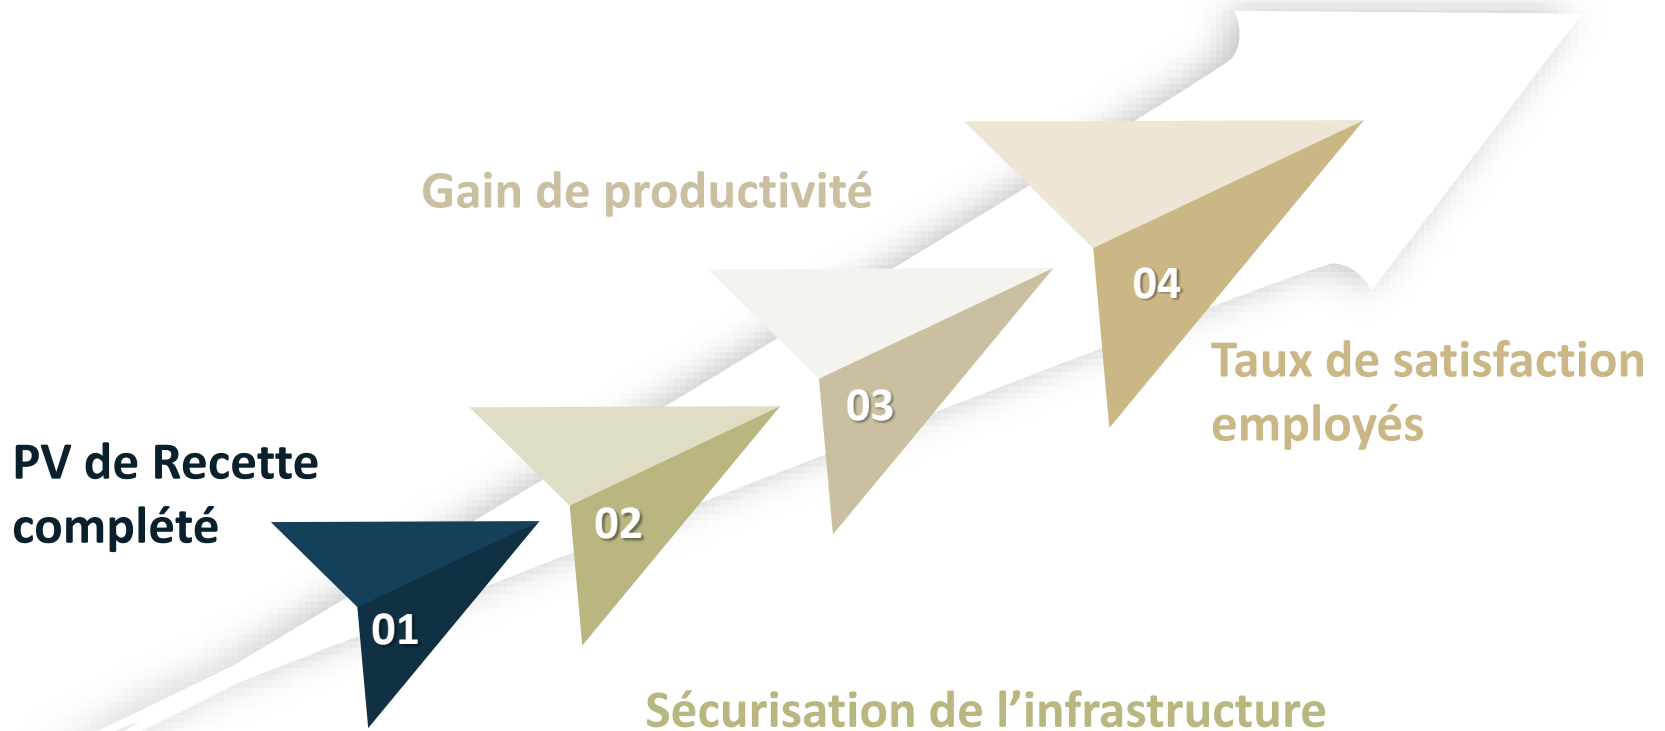 PV de Recette
complété
01
02
Sécurisation de l’infrastructure
Gain de productivité
03
04
Taux de satisfaction
employés